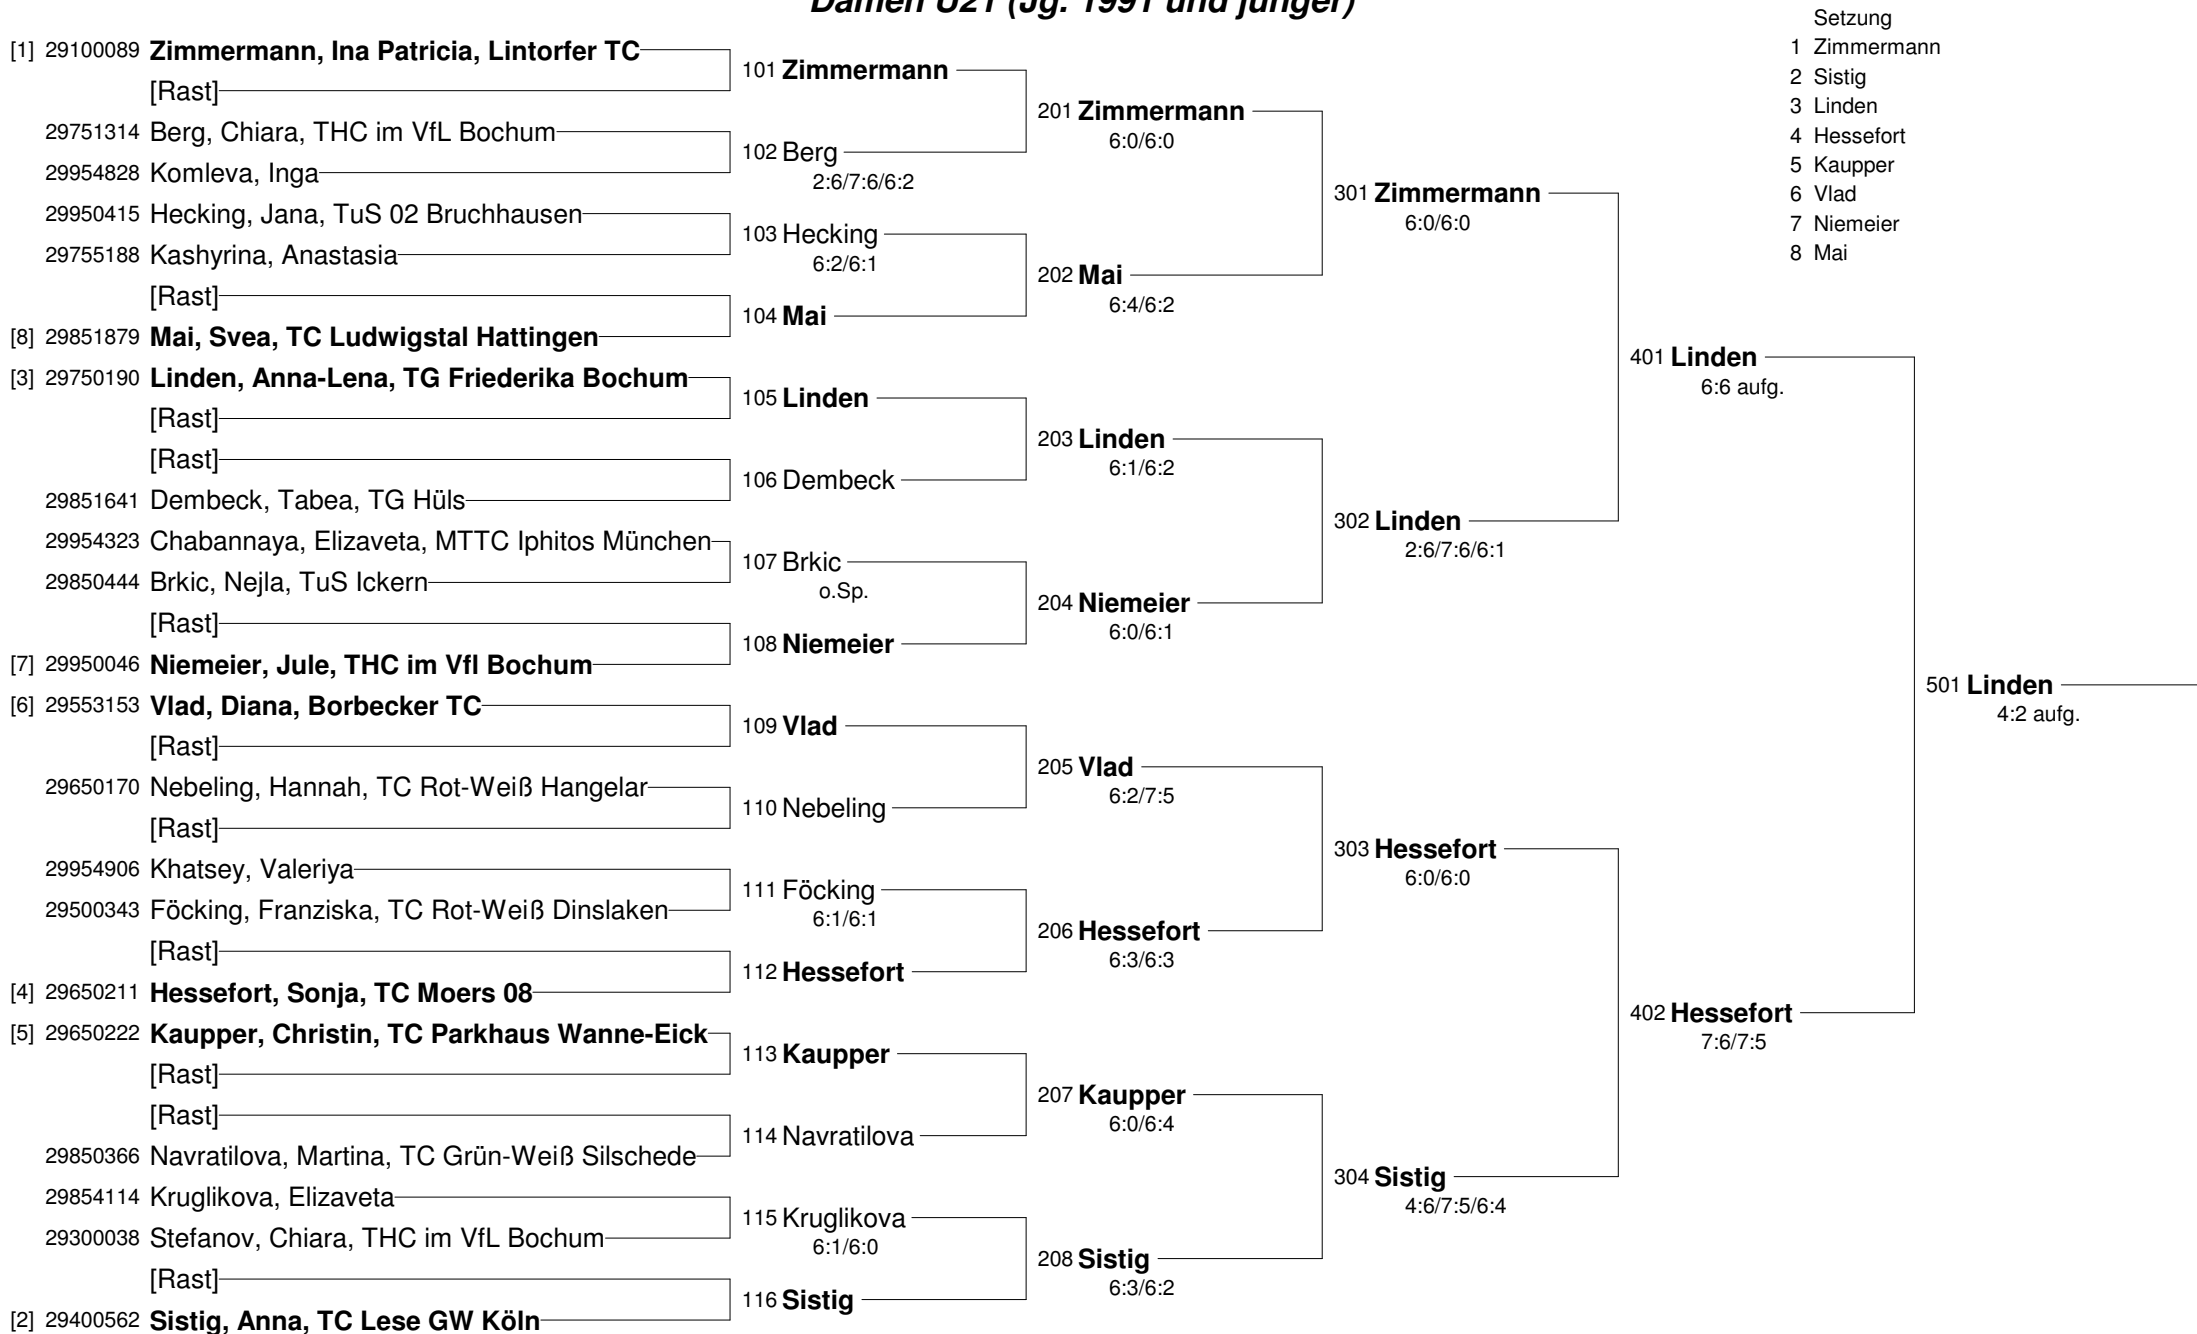 Damen U21 (Jg. 1991 und jünger)
Setzung
1 Zimmermann
2 Sistig
3 Linden
4 Hessefort
5 Kaupper
6 Vlad
7 Niemeier
8 Mai
[1] 29100089 Zimmermann, Ina Patricia, Lintorfer TC
[Rast]
29751314 Berg, Chiara, THC im VfL Bochum
29954828 Komleva, Inga
29950415 Hecking, Jana, TuS 02 Bruchhausen
29755188 Kashyrina, Anastasia
[Rast]
[8] 29851879 Mai, Svea, TC Ludwigstal Hattingen
[3] 29750190 Linden, Anna-Lena, TG Friederika Bochum
[Rast]
[Rast]
29851641 Dembeck, Tabea, TG Hüls
29954323 Chabannaya, Elizaveta, MTTC Iphitos München
29850444 Brkic, Nejla, TuS Ickern
[Rast]
[7] 29950046 Niemeier, Jule, THC im Vfl Bochum
[6] 29553153 Vlad, Diana, Borbecker TC
[Rast]
29650170 Nebeling, Hannah, TC Rot-Weiß Hangelar
[Rast]
29954906 Khatsey, Valeriya
29500343 Föcking, Franziska, TC Rot-Weiß Dinslaken
[Rast]
[4] 29650211 Hessefort, Sonja, TC Moers 08
[5] 29650222 Kaupper, Christin, TC Parkhaus Wanne-Eick
[Rast]
[Rast]
29850366 Navratilova, Martina, TC Grün-Weiß Silschede
29854114 Kruglikova, Elizaveta
29300038 Stefanov, Chiara, THC im VfL Bochum
[Rast]
[2] 29400562 Sistig, Anna, TC Lese GW Köln
101 Zimmermann
102 Berg
2:6/7:6/6:2
103 Hecking
6:2/6:1
104 Mai
105 Linden
106 Dembeck
107 Brkic
o.Sp.
108 Niemeier
109 Vlad
110 Nebeling
111 Föcking
6:1/6:1
112 Hessefort
113 Kaupper
114 Navratilova
115 Kruglikova
6:1/6:0
116 Sistig
201 Zimmermann
6:0/6:0
202 Mai
6:4/6:2
203 Linden
6:1/6:2
204 Niemeier
6:0/6:1
205 Vlad
6:2/7:5
206 Hessefort
6:3/6:3
207 Kaupper
6:0/6:4
208 Sistig
6:3/6:2
301 Zimmermann
6:0/6:0
302 Linden
2:6/7:6/6:1
303 Hessefort
6:0/6:0
304 Sistig
4:6/7:5/6:4
401 Linden
6:6 aufg.
402 Hessefort
7:6/7:5
501 Linden
4:2 aufg.